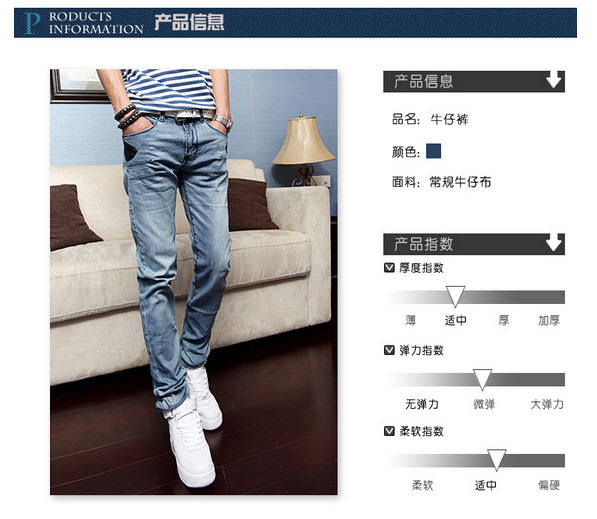 PRODUCTS INFORMATION 产品信息
产品信息
品名: 牛仔裤
颜色:
面料: 常规牛仔布
产品指数
厚度指数
薄 适中 厚 加厚
弹力指数
无弹力 微弹 大弹力
柔软指数
柔软 适中 偏硬